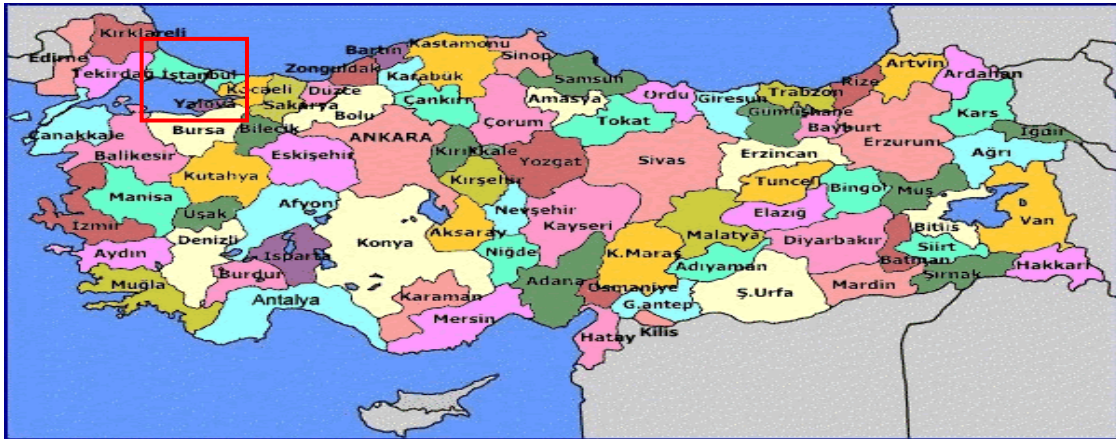 Kırklareli
Edirne
Tekirdağ
İstanbul
Yalova
Kocaeli
Sakarya
Düzce
Zonguldak
Bartın
Karabük
Kastamonu
Sinop
Samsun
Ordu
Giresun
Trabzon
Rize
Artvin
Ardahan
Kars
Iğdır
Ağrı
Erzurum
Bayburt
Gümüşhane
Erzincan
Tokat
Amasya
Çorum
Çankırı
Bolu
ANKARA
Kırıkkale
Yozgat
Sivas
Bilecik
Bursa
Çanakkale
Balıkesir
Kutahya
Eskişehir
Kırşehir
Nevşehir
Kayseri
Malatya
Elazığ
Tuncel
Bingol
Muş
Bitlis
Van
Siirt
Batman
Diyarbakır
Hakkari
Şırnak
Mardin
Ş.Urfa
Adıyaman
K.Maraş
G.antep
Osmaniye
Kilis
Hatay
Adana
Niğde
Aksaray
Konya
Karaman
Mersin
Antalya
Isparta
Burdur
Afyon
Uşak
Denizli
Manisa
İzmir
Aydın
Muğla